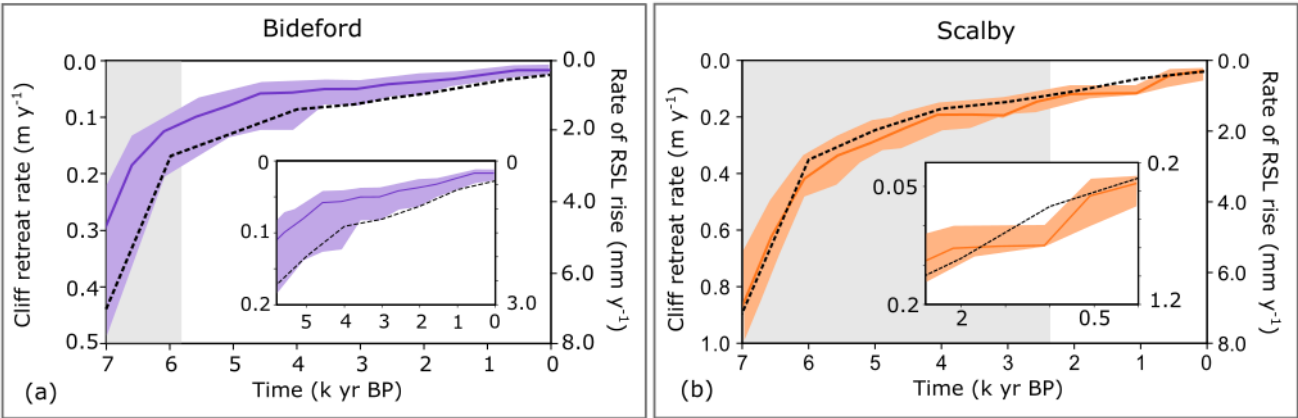 Bideford
0.0
0.1
0.2
0.3
0.4
0.5
Cliff retreat rate (m y⁻¹)
0.0
2.0
4.0
6.0
8.0
Rate of RSL rise (mm y⁻¹)
0
0.1
0.2
0
3.0
5 4 3 2 1 0
7 6 5 4 3 2 1 0
Time (k yr BP)
(a)
Scalby
0.0
0.2
0.4
0.6
0.8
1.0
Cliff retreat rate (m y⁻¹)
0.0
2.0
4.0
6.0
8.0
Rate of RSL rise (mm y⁻¹)
0.05
0.2
0.2
1.2
2 0.5
7 6 5 4 3 2 1 0
Time (k yr BP)
(b)